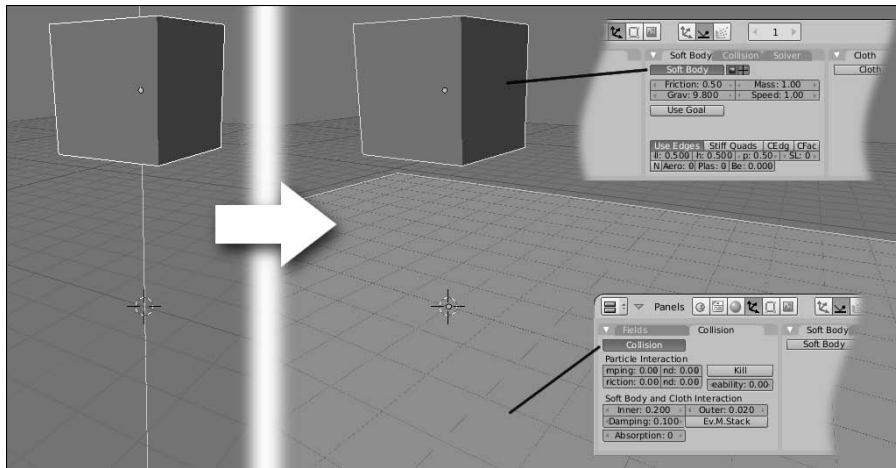 1
Soft Body Collision Solver Cloth
Soft Body Cloth
Friction: 0.50 Mass: 1.00
Grav: 9.800 Speed: 1.00
Use Goal
Use Edges Stiff Quads CEdg CFac
ll: 0.500 h: 0.500 p: 0.50 SL: 0
N Aero: 0 Plas: 0 Be: 0.000
Panels
Fields Collision Soft Body
Collision Soft Body
Particle Interaction
mping: 0.00 nd: 0.00 Kill
riction: 0.00 nd: 0.00 eability: 0.00
Soft Body and Cloth Interaction
Inner: 0.200 Outer: 0.020
Damping: 0.100 Ev.M.Stack
Absorption: 0